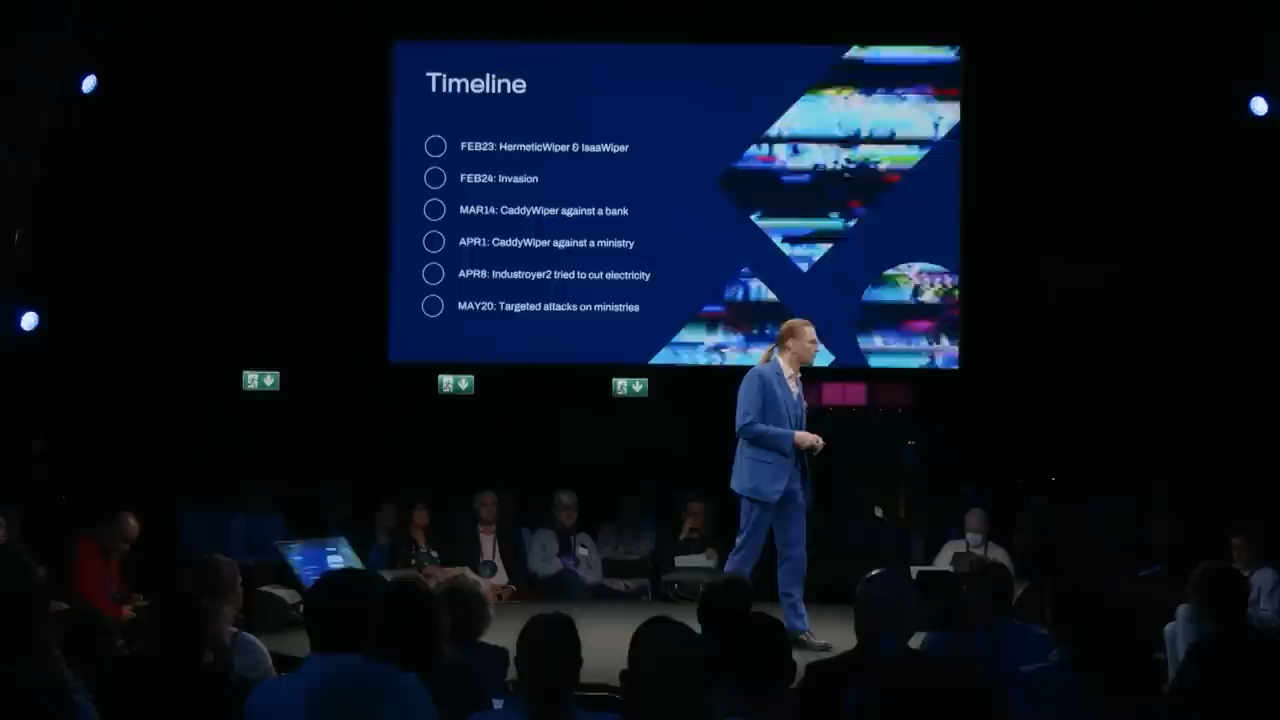 Timeline
FEB23: HermeticWiper & IsaaWiper
FEB24: Invasion
MAR14: CaddyWiper against a bank
APR1: CaddyWiper against a ministry
APR8: Industroyer2 tried to cut electricity
MAY20: Targeted attacks on ministries